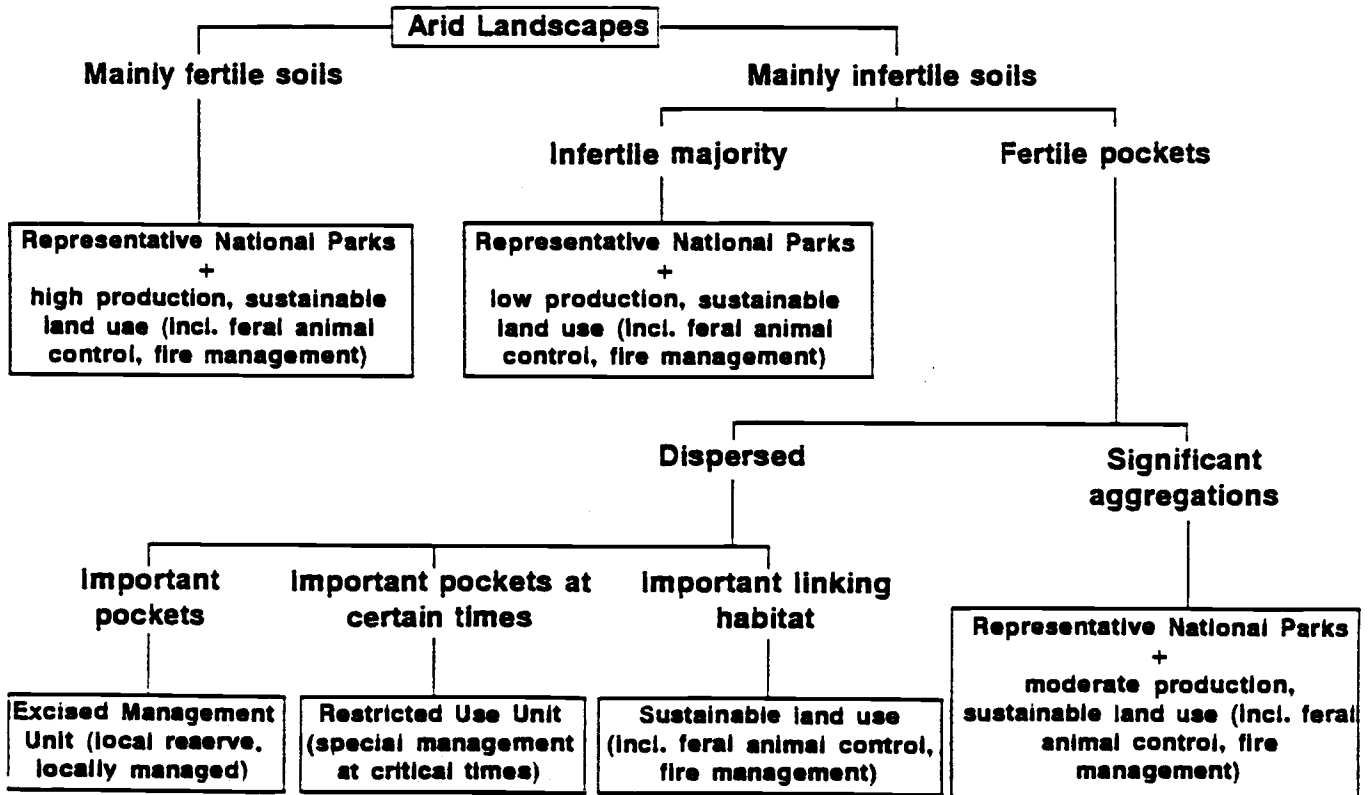 Arid Landscapes
Mainly fertile soils
Mainly infertile soils
Infertile majority
Fertile pockets
Representative National Parks
+
high production, sustainable
land use (incl. feral animal
control, fire management)
Representative National Parks
+
low production, sustainable
land use (incl. feral animal
control, fire management)
Dispersed
Significant
aggregations
Important
pockets
Important pockets at
certain times
Important linking
habitat
Excised Management
Unit (local reserve,
locally managed)
Restricted Use Unit
(special management
at critical times)
Sustainable land use
(incl. feral animal control,
fire management)
Representative National Parks
+
moderate production,
sustainable land use (incl. feral
animal control, fire
management)